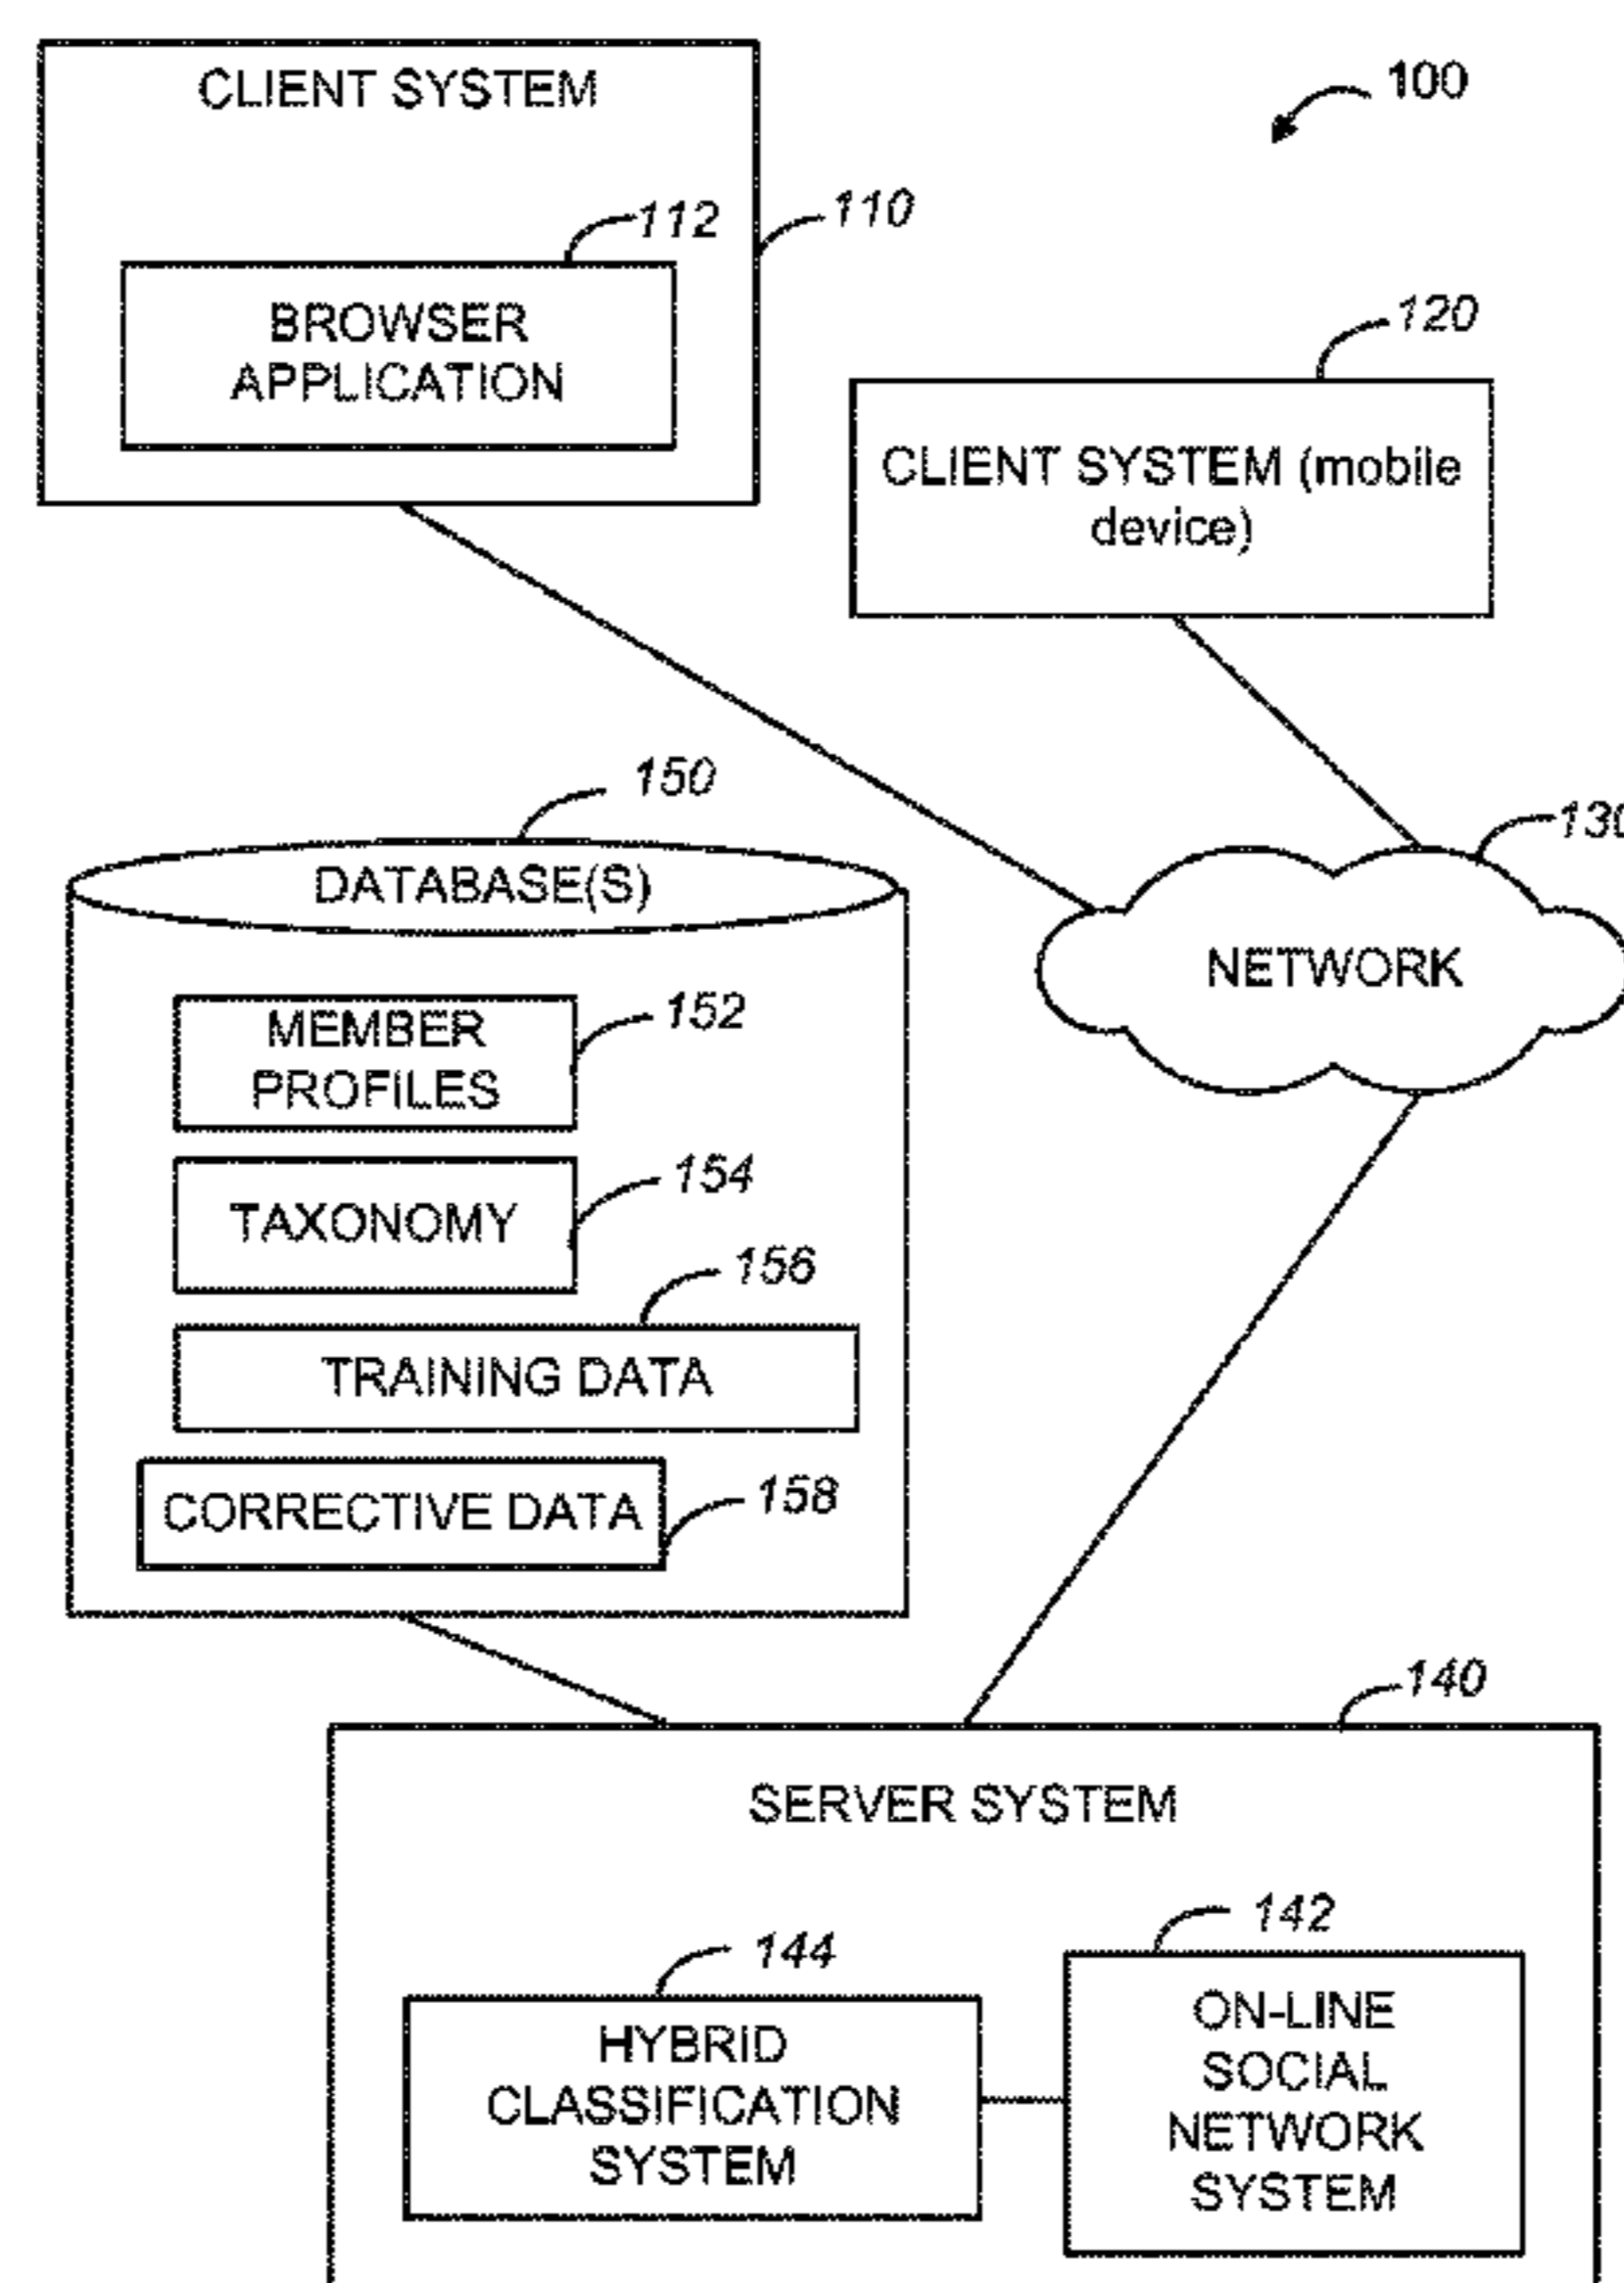 CLIENT SYSTEM
100
112
110
BROWSER
APPLICATION
120
CLIENT SYSTEM (mobile
device)
150
130
DATABASE(S)
NETWORK
MEMBER
PROFILES
152
TAXONOMY
154
156
TRAINING DATA
CORRECTIVE DATA
158
140
SERVER SYSTEM
144
142
HYBRID
CLASSIFICATION
SYSTEM
ON-LINE
SOCIAL
NETWORK
SYSTEM